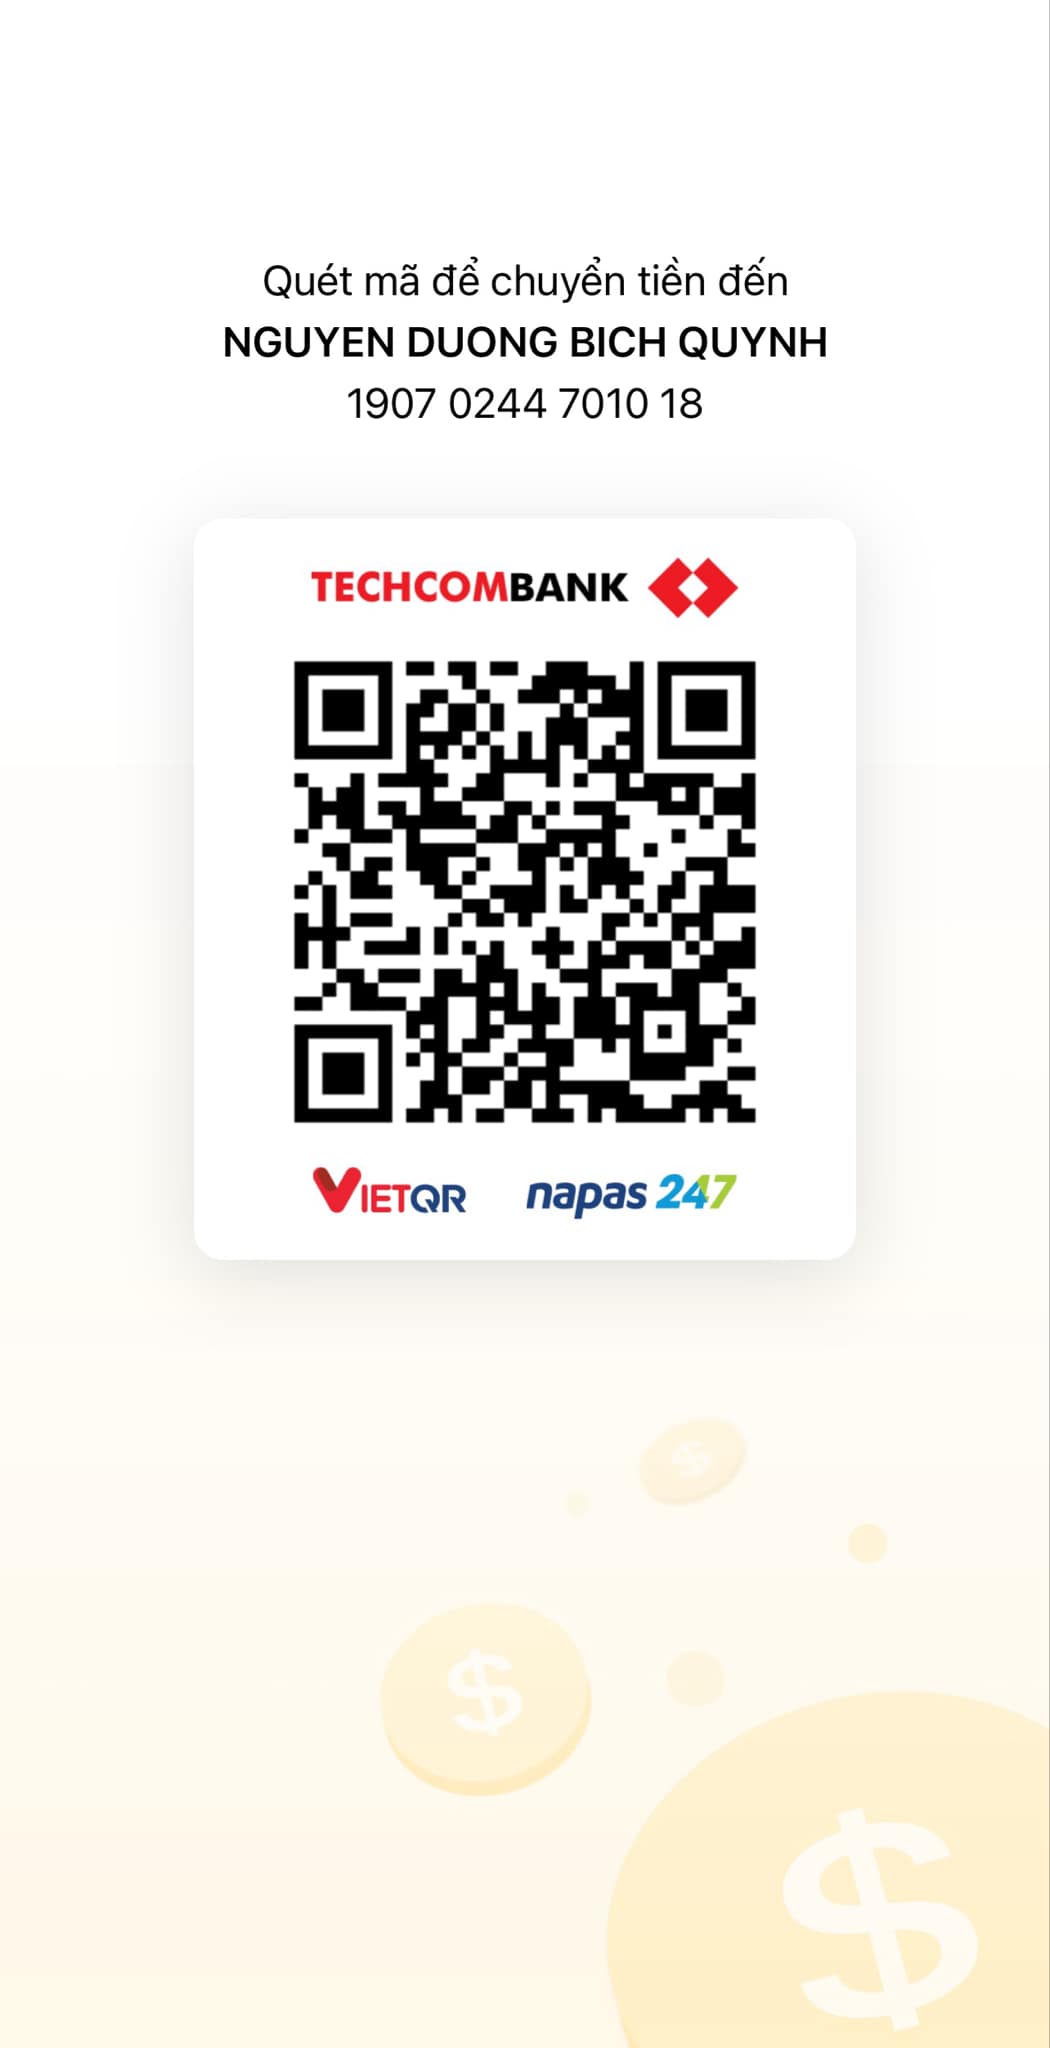 Quét mã để chuyển tiền đến
NGUYEN DUONG BICH QUYNH
1907 0244 7010 18
TECHCOMBANK
VIETQR napas 247
$
$
$